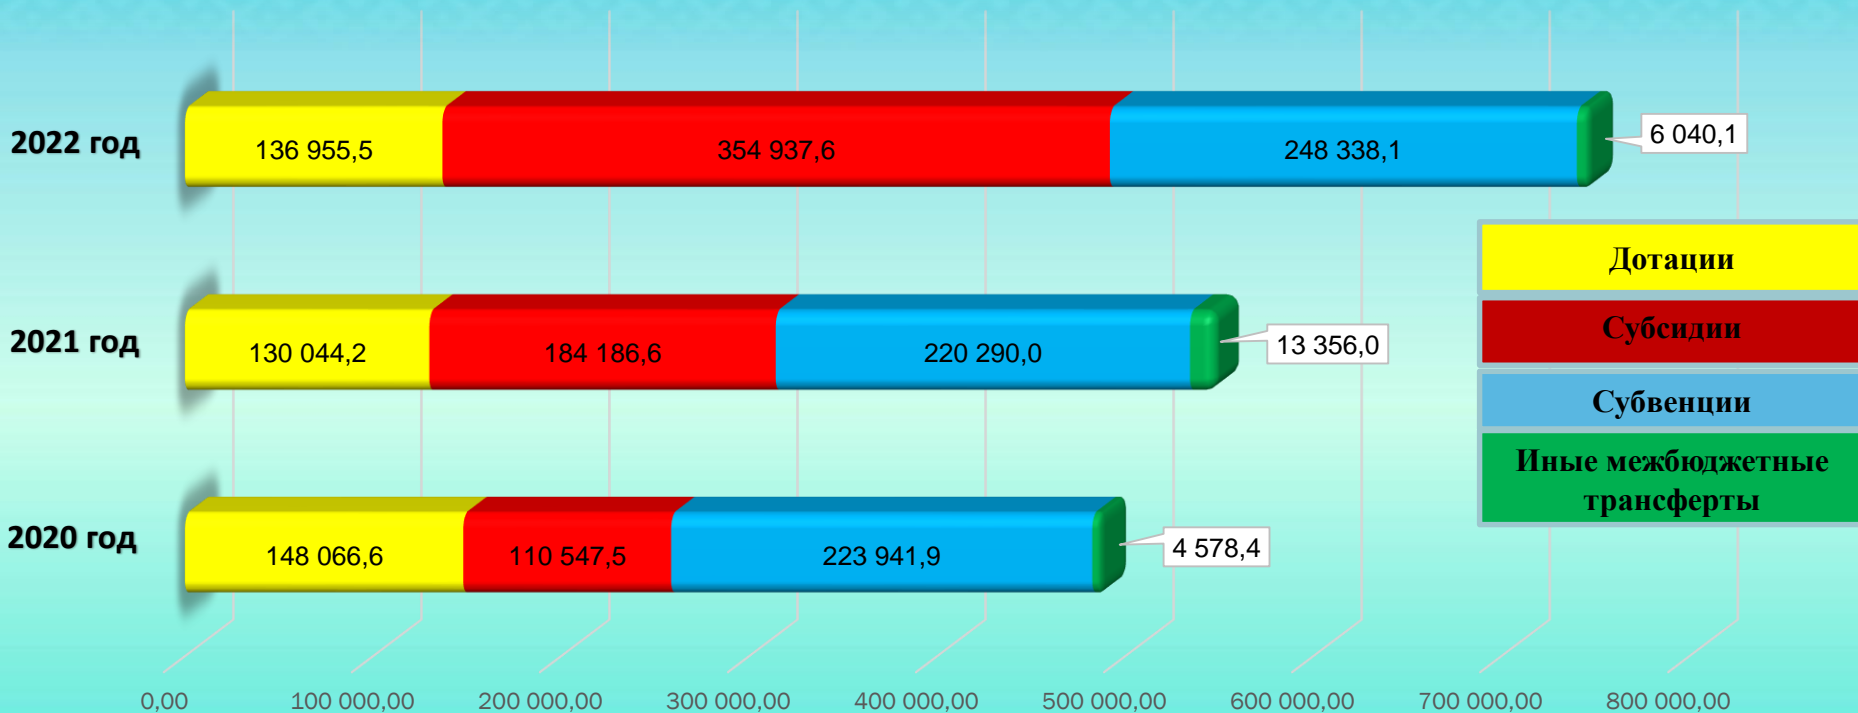 2022 год
136 955,5
354 937,6
248 338,1
6 040,1
2021 год
130 044,2
184 186,6
220 290,0
13 356,0
2020 год
148 066,6
110 547,5
223 941,9
4 578,4
Дотации
Субсидии
Субвенции
Иные межбюджетные
трансферты
0,00 100 000,00 200 000,00 300 000,00 400 000,00 500 000,00 600 000,00 700 000,00 800 000,00